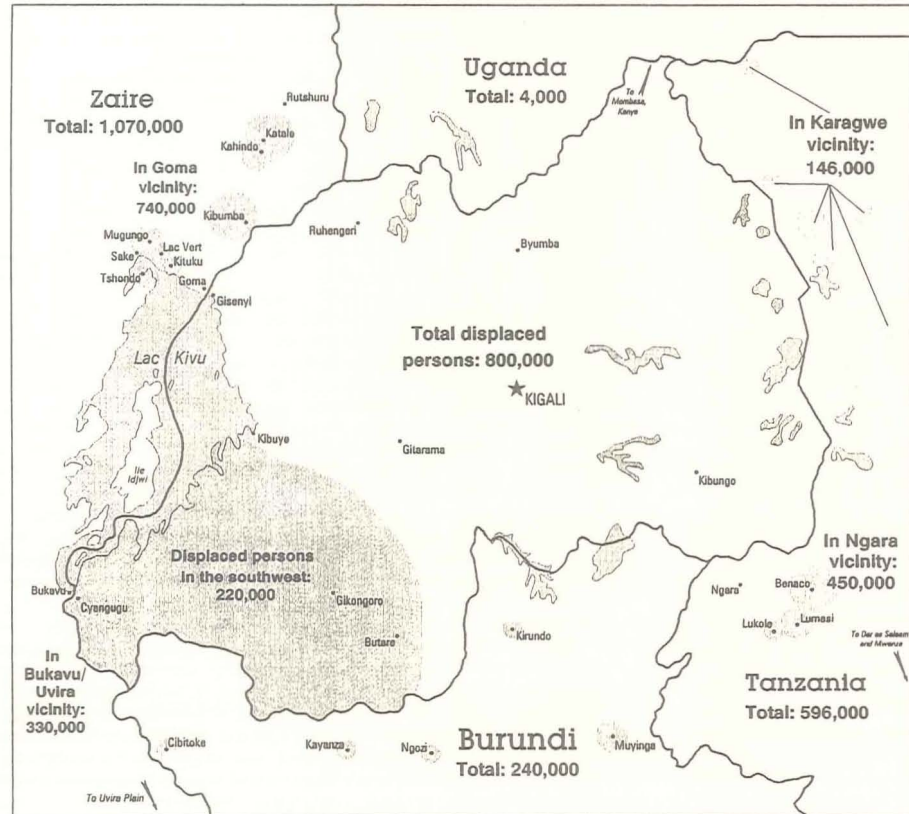 Uganda
Total: 4,000
To
Mombasa,
Kenya
Zaire
Total: 1,070,000
Rutshuru
Katale
Kahindo
In Karagwe
vicinity:
146,000
In Goma
vicinity:
740,000
Kibumba
Ruhengeri
Byumba
Mugungo
Lac Vert
Sake
Kituku
Tshondo
Goma
Gisenyi
Total displaced
persons: 800,000
Lac Kivu
KIGALI
Kibuye
Gitarama
Ile
Idjwi
Kibungo
Displaced persons
in the southwest:
220,000
In Ngara
vicinity:
450,000
Bukavu
Cyangugu
Gikongoro
Ngara
Benaco
Lumasi
Lukole
Butare
Kirundo
To Dar es Salaam
and Mwanza
In
Bukavu/
Uvira
vicinity:
330,000
Tanzania
Total: 596,000
Cibitoke
Kayanza
Ngozi
Burundi
Total: 240,000
Muyinga
To Uvira Plain